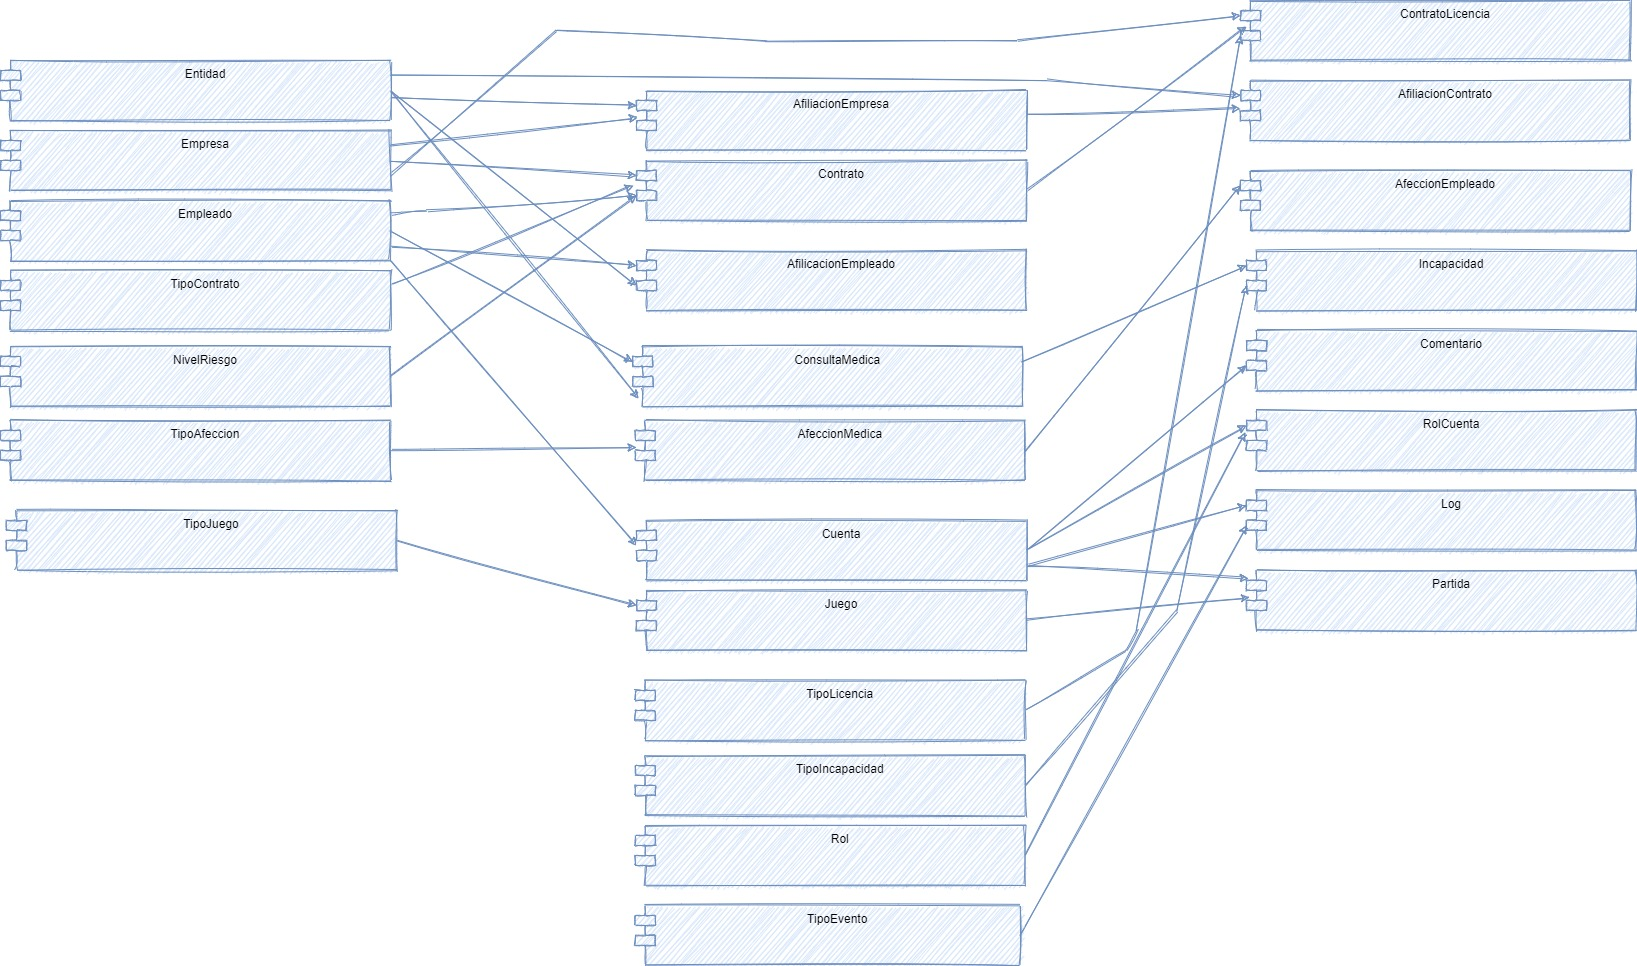 Entidad
Empresa
Empleado
TipoContrato
NivelRiesgo
TipoAfeccion
TipoJuego
AfiliacionEmpresa
Contrato
AfilicacionEmpleado
ConsultaMedica
AfeccionMedica
Cuenta
Juego
TipoLicencia
TipoIncapacidad
Rol
TipoEvento
ContratoLicencia
AfiliacionContrato
AfeccionEmpleado
Incapacidad
Comentario
RolCuenta
Log
Partida